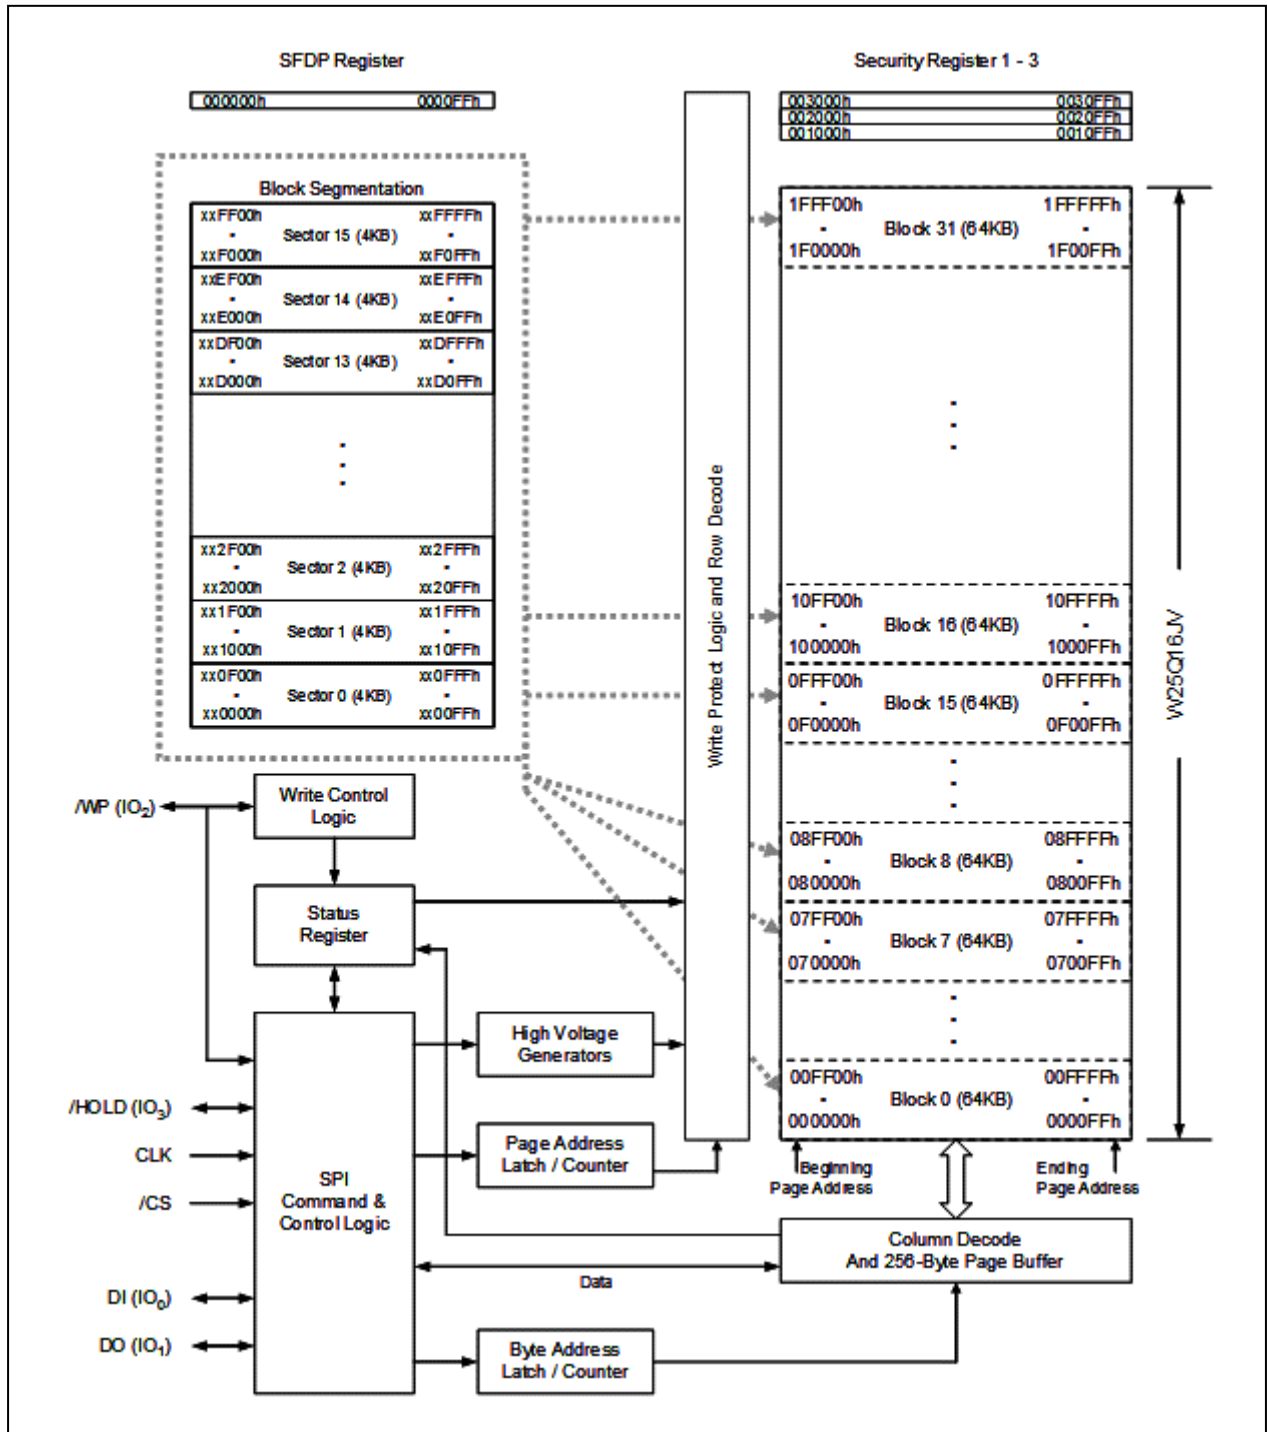 SFDP Register
000000h 0000FFh
Security Register 1 - 3
003000h 0030FFh
002000h 0020FFh
001000h 0010FFh
Block Segmentation
xxFF00h xxFFFFh
- Sector 15 (4KB) -
xxF000h xxF0FFh
xxEF00h xxEFFFh
- Sector 14 (4KB) -
xxE000h xxE0FFh
xxDF00h xxDFFFh
- Sector 13 (4KB) -
xxD000h xxD0FFh
xx2F00h xx2FFFh
- Sector 2 (4KB) -
xx2000h xx20FFh
xx1F00h xx1FFFh
- Sector 1 (4KB) -
xx1000h xx10FFh
xx0F00h xx0FFFh
- Sector 0 (4KB) -
xx0000h xx00FFh
Write Protect Logic and Row Decode
1FFF00h 1FFFFFh
- Block 31 (64KB) -
1F0000h 1F00FFh
10FF00h 10FFFFh
- Block 16 (64KB) -
100000h 1000FFh
0FFF00h 0FFFFFh
- Block 15 (64KB) -
0F0000h 0F00FFh
08FF00h 08FFFFh
- Block 8 (64KB) -
080000h 0800FFh
07FF00h 07FFFFh
- Block 7 (64KB) -
070000h 0700FFh
00FF00h 00FFFFh
- Block 0 (64KB) -
000000h 0000FFh
W25Q16JV
Beginning
Page Address
Ending
Page Address
/WP (IO2)
Write Control
Logic
Status
Register
High Voltage
Generators
/HOLD (IO3)
CLK
/CS
DI (IO0)
DO (IO1)
SPI
Command &
Control Logic
Page Address
Latch / Counter
Column Decode
And 256-Byte Page Buffer
Data
Byte Address
Latch / Counter